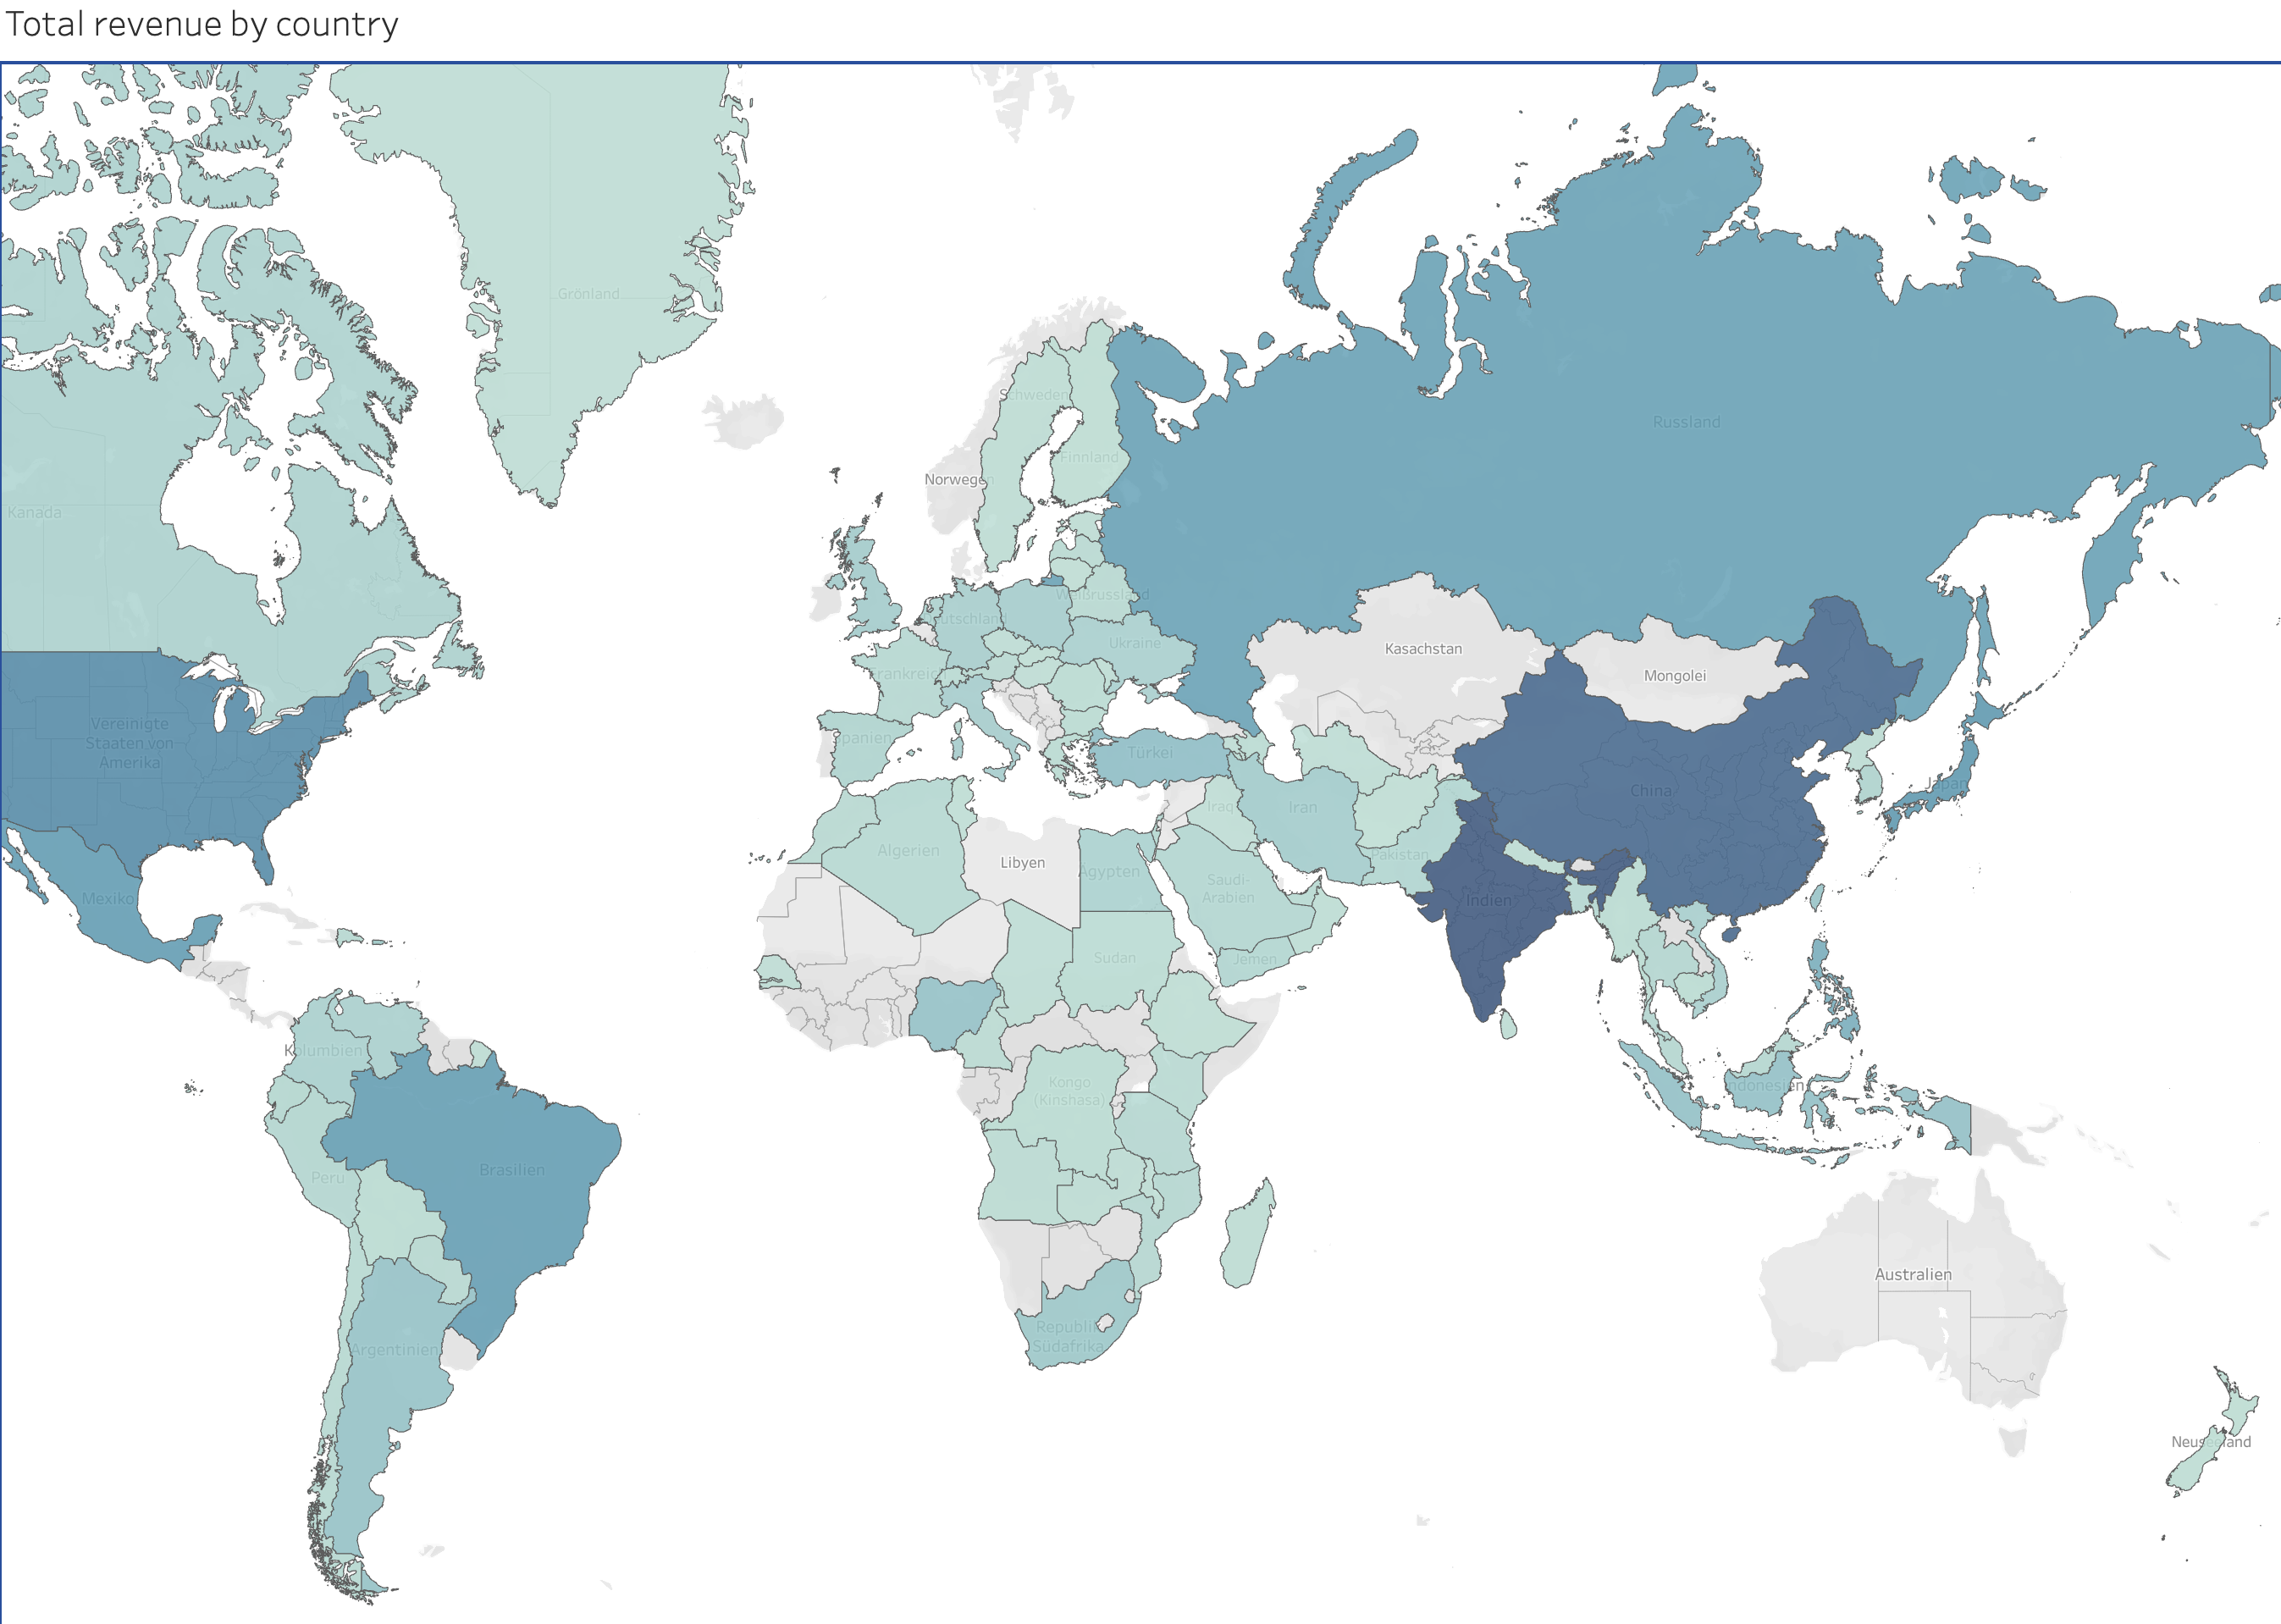 Total revenue by country
Grönland
Schweden
Russland
Finnland
Norwegen
Kanada
Weißrussland
Deutschland
Ukraine
Kasachstan
Frankreich
Mongolei
Vereinigte
Staaten von
Amerika
Spanien
Türkei
China
Japan
Iraq
Iran
Algerien
Libyen
Pakistan
Ägypten
Saudi-
Arabien
Mexiko
Indien
Sudan
Jemen
Kolumbien
Kongo
(Kinshasa)
Indonesien
Brasilien
Peru
Australien
Republik
Südafrika
Argentinien
Neuseeland